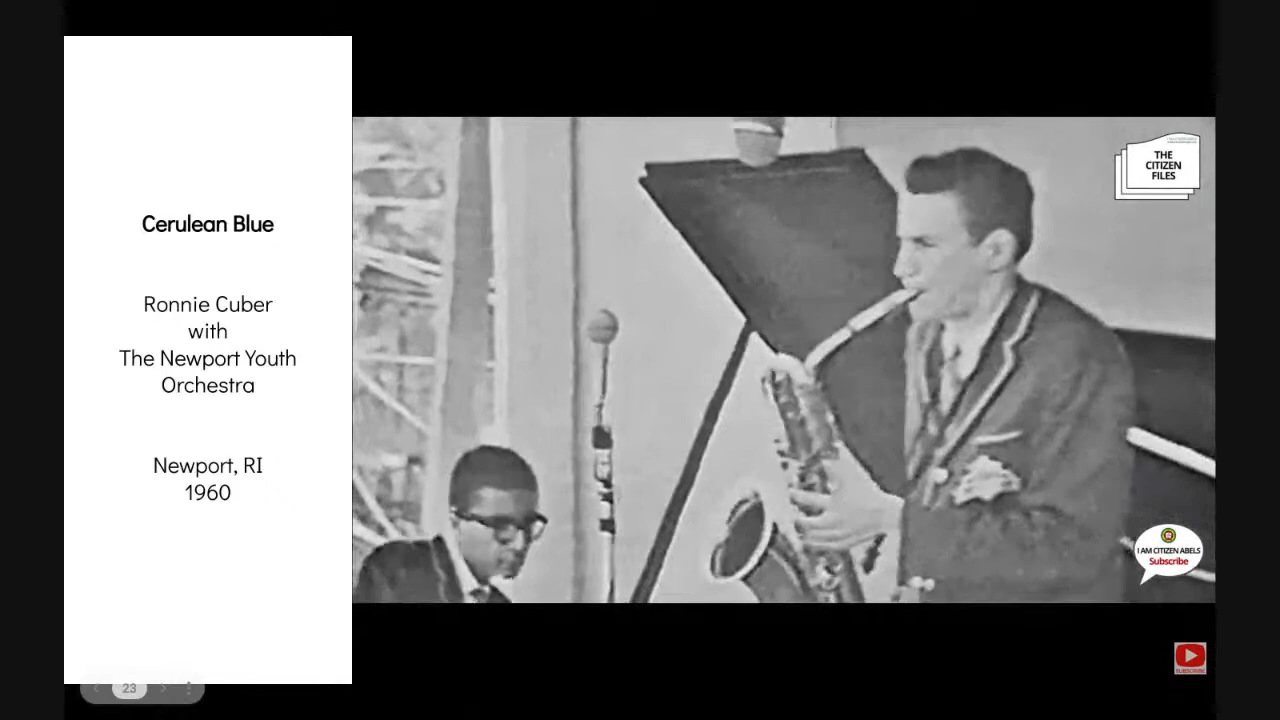 Cerulean Blue
Ronnie Cuber
with
The Newport Youth
Orchestra
Newport, RI
1960
THE
CITIZEN
FILES
I AM CITIZEN ABELS
Subscribe
SUBSCRIBE
23